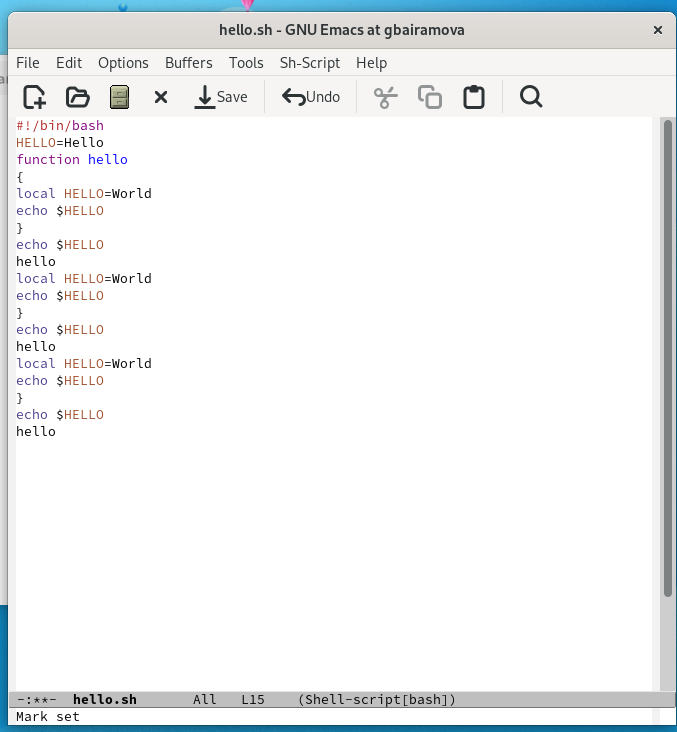 hello.sh - GNU Emacs at gbairamova
File Edit Options Buffers Tools Sh-Script Help
Save Undo
#!/bin/bash
HELLO=Hello
function hello
{
local HELLO=World
echo $HELLO
}
echo $HELLO
hello
local HELLO=World
echo $HELLO
}
echo $HELLO
hello
local HELLO=World
echo $HELLO
}
echo $HELLO
hello
-:**- hello.sh All L15 (Shell-script[bash])
Mark set